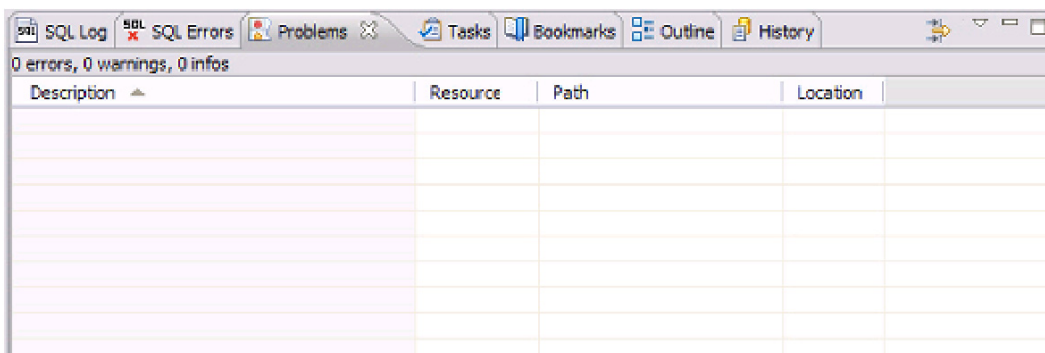 SQL Log SQL Errors Problems Tasks Bookmarks Outline History
0 errors, 0 warnings, 0 infos
Description Resource Path Location